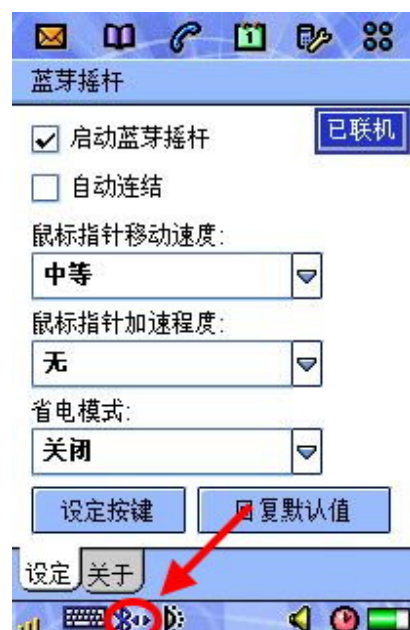 1
蓝芽摇杆
启动蓝芽摇杆
已联机
自动连结
鼠标指针移动速度:
中等
鼠标指针加速程度:
无
省电模式:
关闭
设定按键
回复默认值
设定 关于